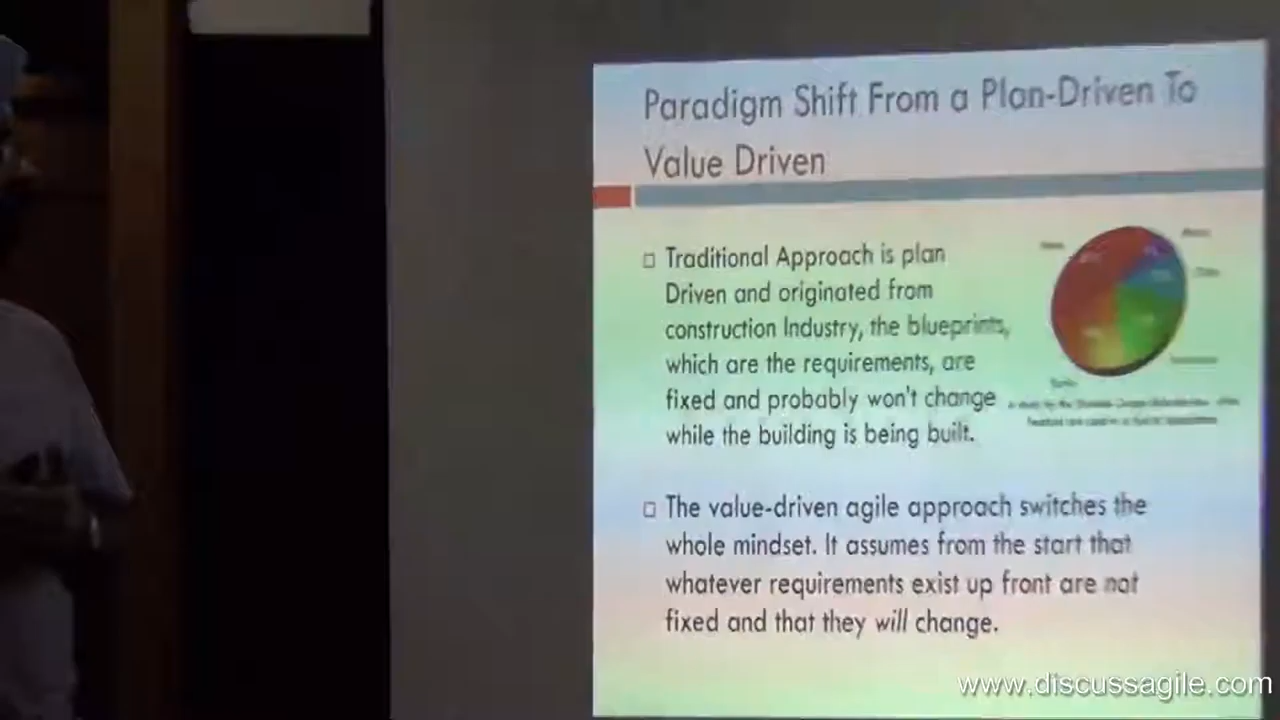 Paradigm Shift From a Plan-Driven To
Value Driven
Traditional Approach is plan
Driven and originated from
construction Industry, the blueprints,
which are the requirements, are
fixed and probably won't change
while the building is being built.
The value-driven agile approach switches the
whole mindset. It assumes from the start that
whatever requirements exist up front are not
fixed and that they will change.
www.discussagile.com